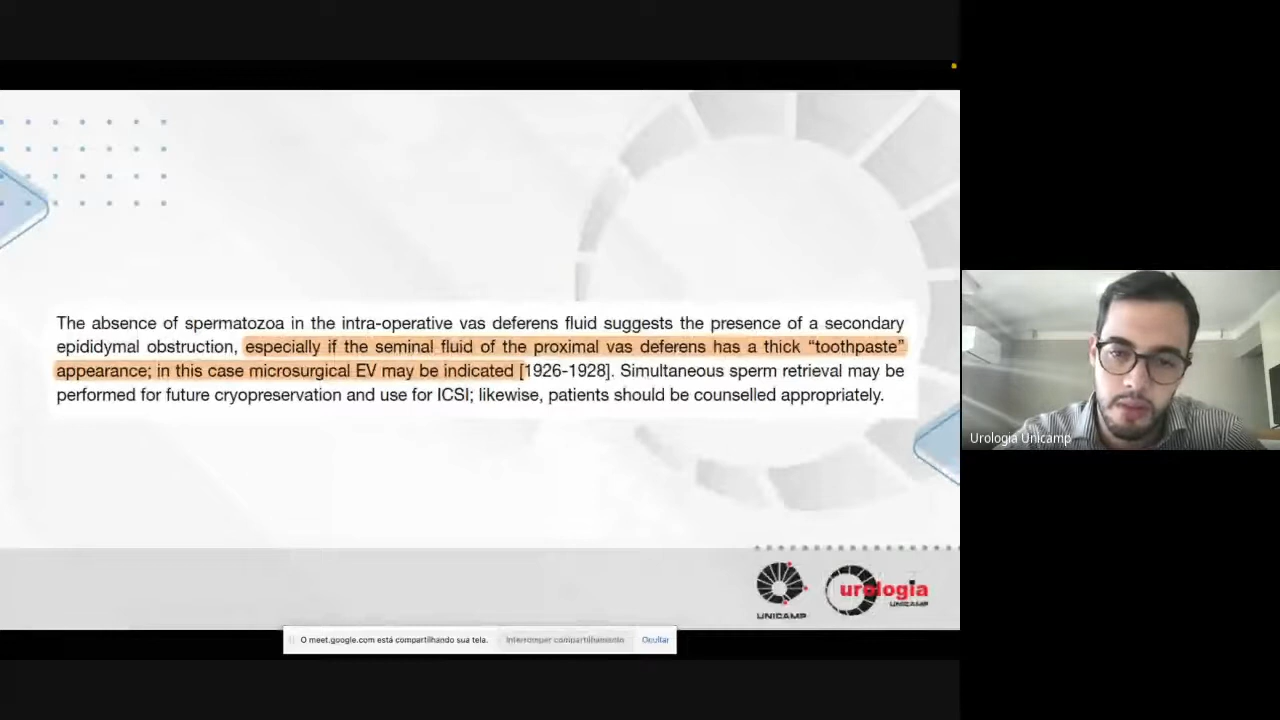 The absence of spermatozoa in the intra-operative vas deferens fluid suggests the presence of a secondary
epididymal obstruction, especially if the seminal fluid of the proximal vas deferens has a thick “toothpaste”
appearance; in this case microsurgical EV may be indicated [1926-1928]. Simultaneous sperm retrieval may be
performed for future cryopreservation and use for ICSI; likewise, patients should be counselled appropriately.
Urologia Unicamp
urologia
UNICAMP
UNICAMP
O meet.google.com está compartilhando sua tela. Interromper compartilhamento Ocultar